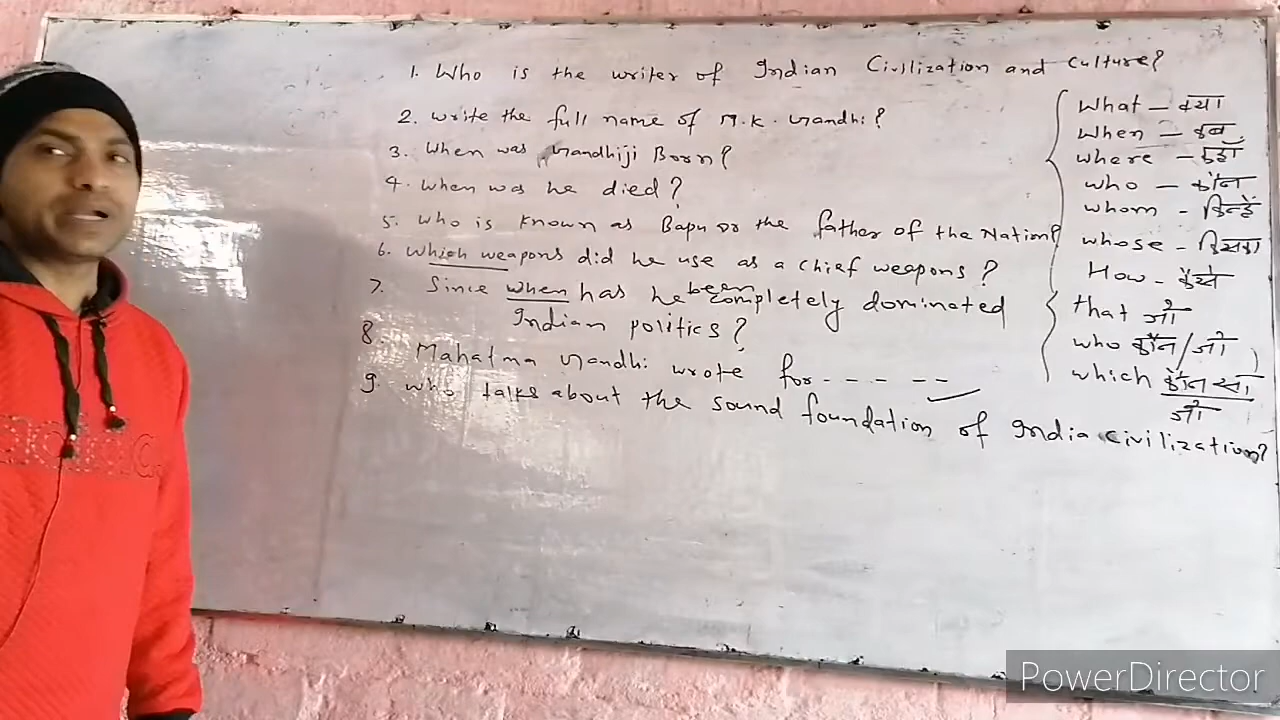 1. Who is the writer of Indian Civilization and Culture?
2. Write the full name of M.K. Gandhi?
3. When was Gandhiji Born?
4. When was he died?
5. Who is known as Bapu or the father of the Nation?
6. Which weapons did he use as a chief weapons?
7. Since when has he been completely dominated
Indian politics?
8. Mahatma Gandhi wrote for - - - - -
9. Who talks about the sound foundation of India civilization?
What – क्या
When – कब
where – कहाँ
who – कौन
whom - किन्हें
whose - किसका
How - कैसे
that जो
who कौन/जो
which कौन सा
जो
PowerDirector